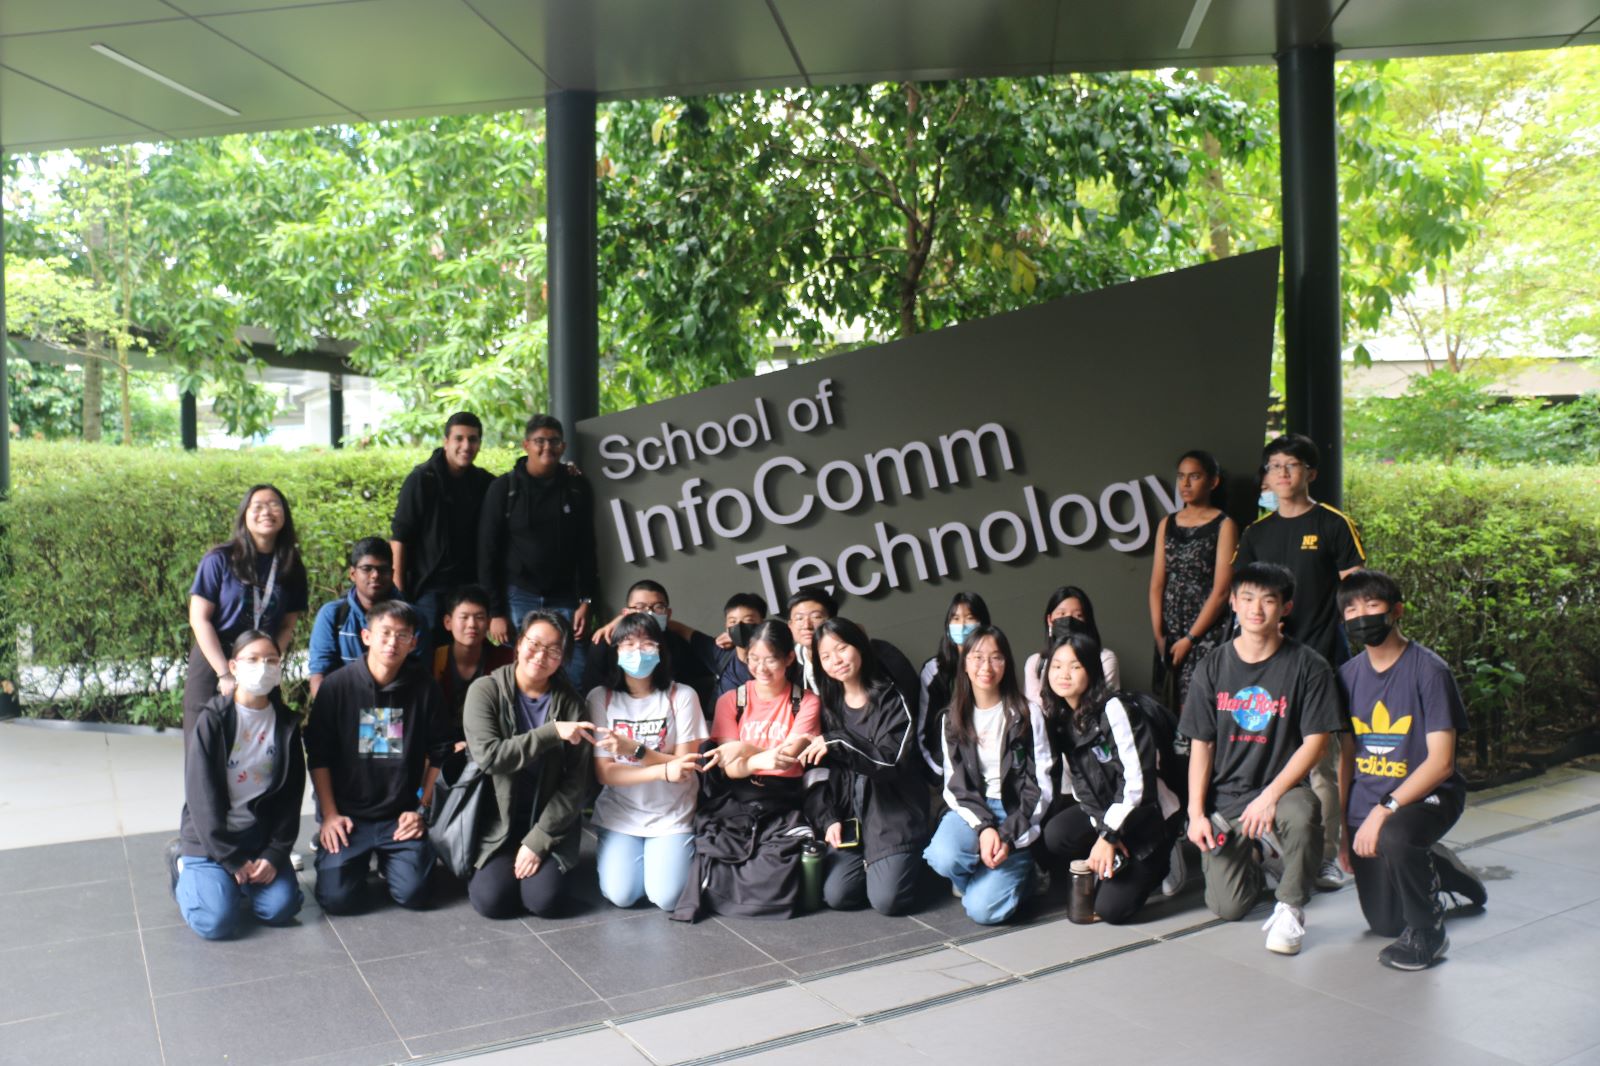 School of
InfoComm
Technology
NP
Hard Rock
adidas